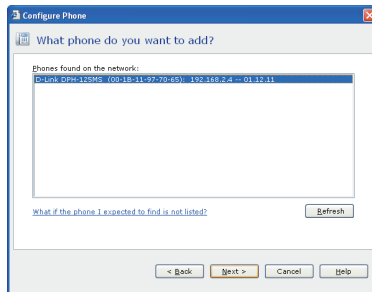 Configure Phone
What phone do you want to add?
Phones found on the network:
D-Link DPH-125MS (00-1B-11-97-70-65): 192.168.2.4 -- 01.12.11
What if the phone I expected to find is not listed?
Refresh
< Back
Next >
Cancel
Help